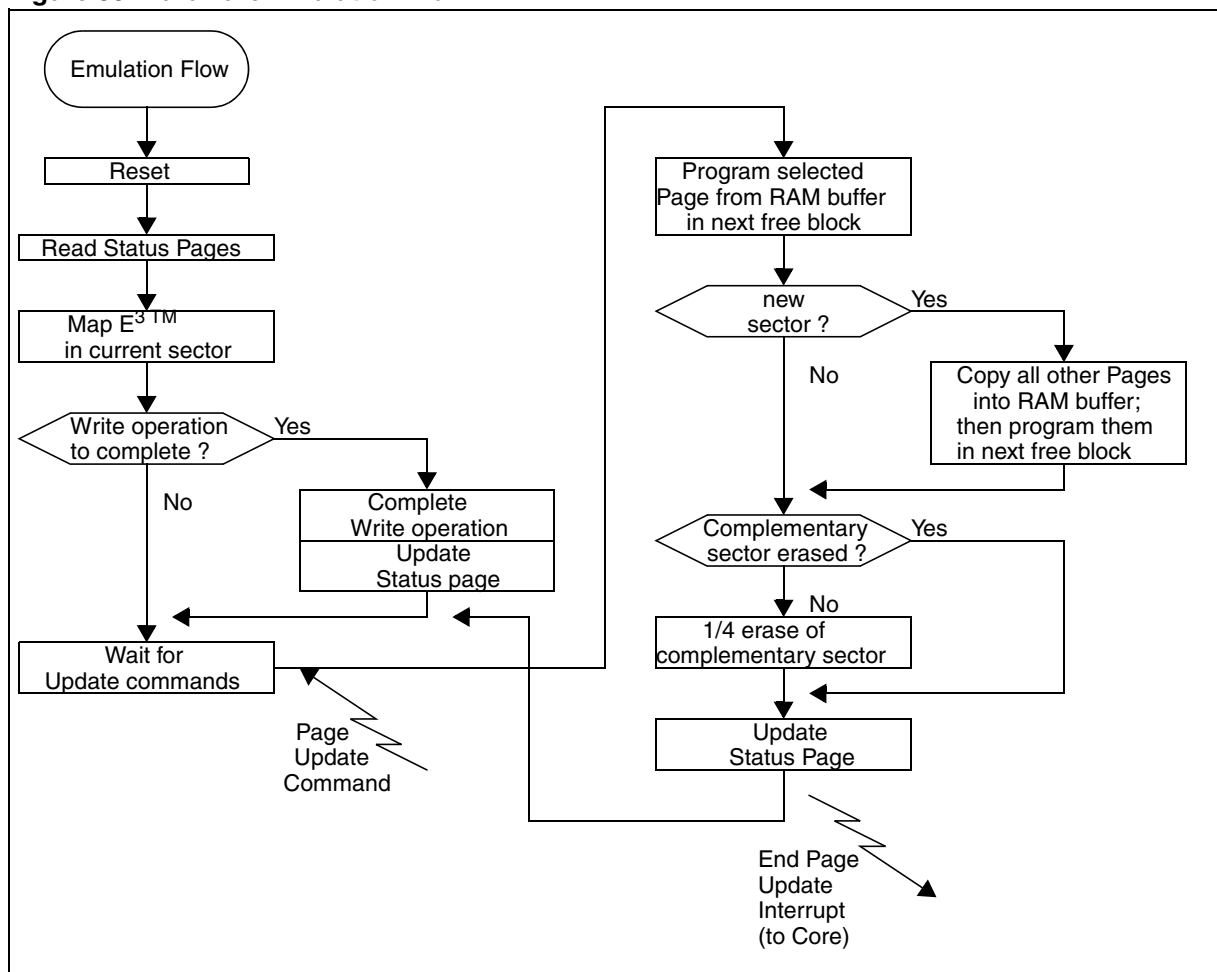 Emulation Flow
Reset
Read Status Pages
Map E3 TM
in current sector
Write operation
to complete ?
Yes
No
Complete
Write operation
Update
Status page
Wait for
Update commands
Page
Update
Command
Program selected
Page from RAM buffer
in next free block
new
sector ?
Yes
No
Copy all other Pages
into RAM buffer;
then program them
in next free block
Complementary
sector erased ?
Yes
No
1/4 erase of
complementary sector
Update
Status Page
End Page
Update
Interrupt
(to Core)